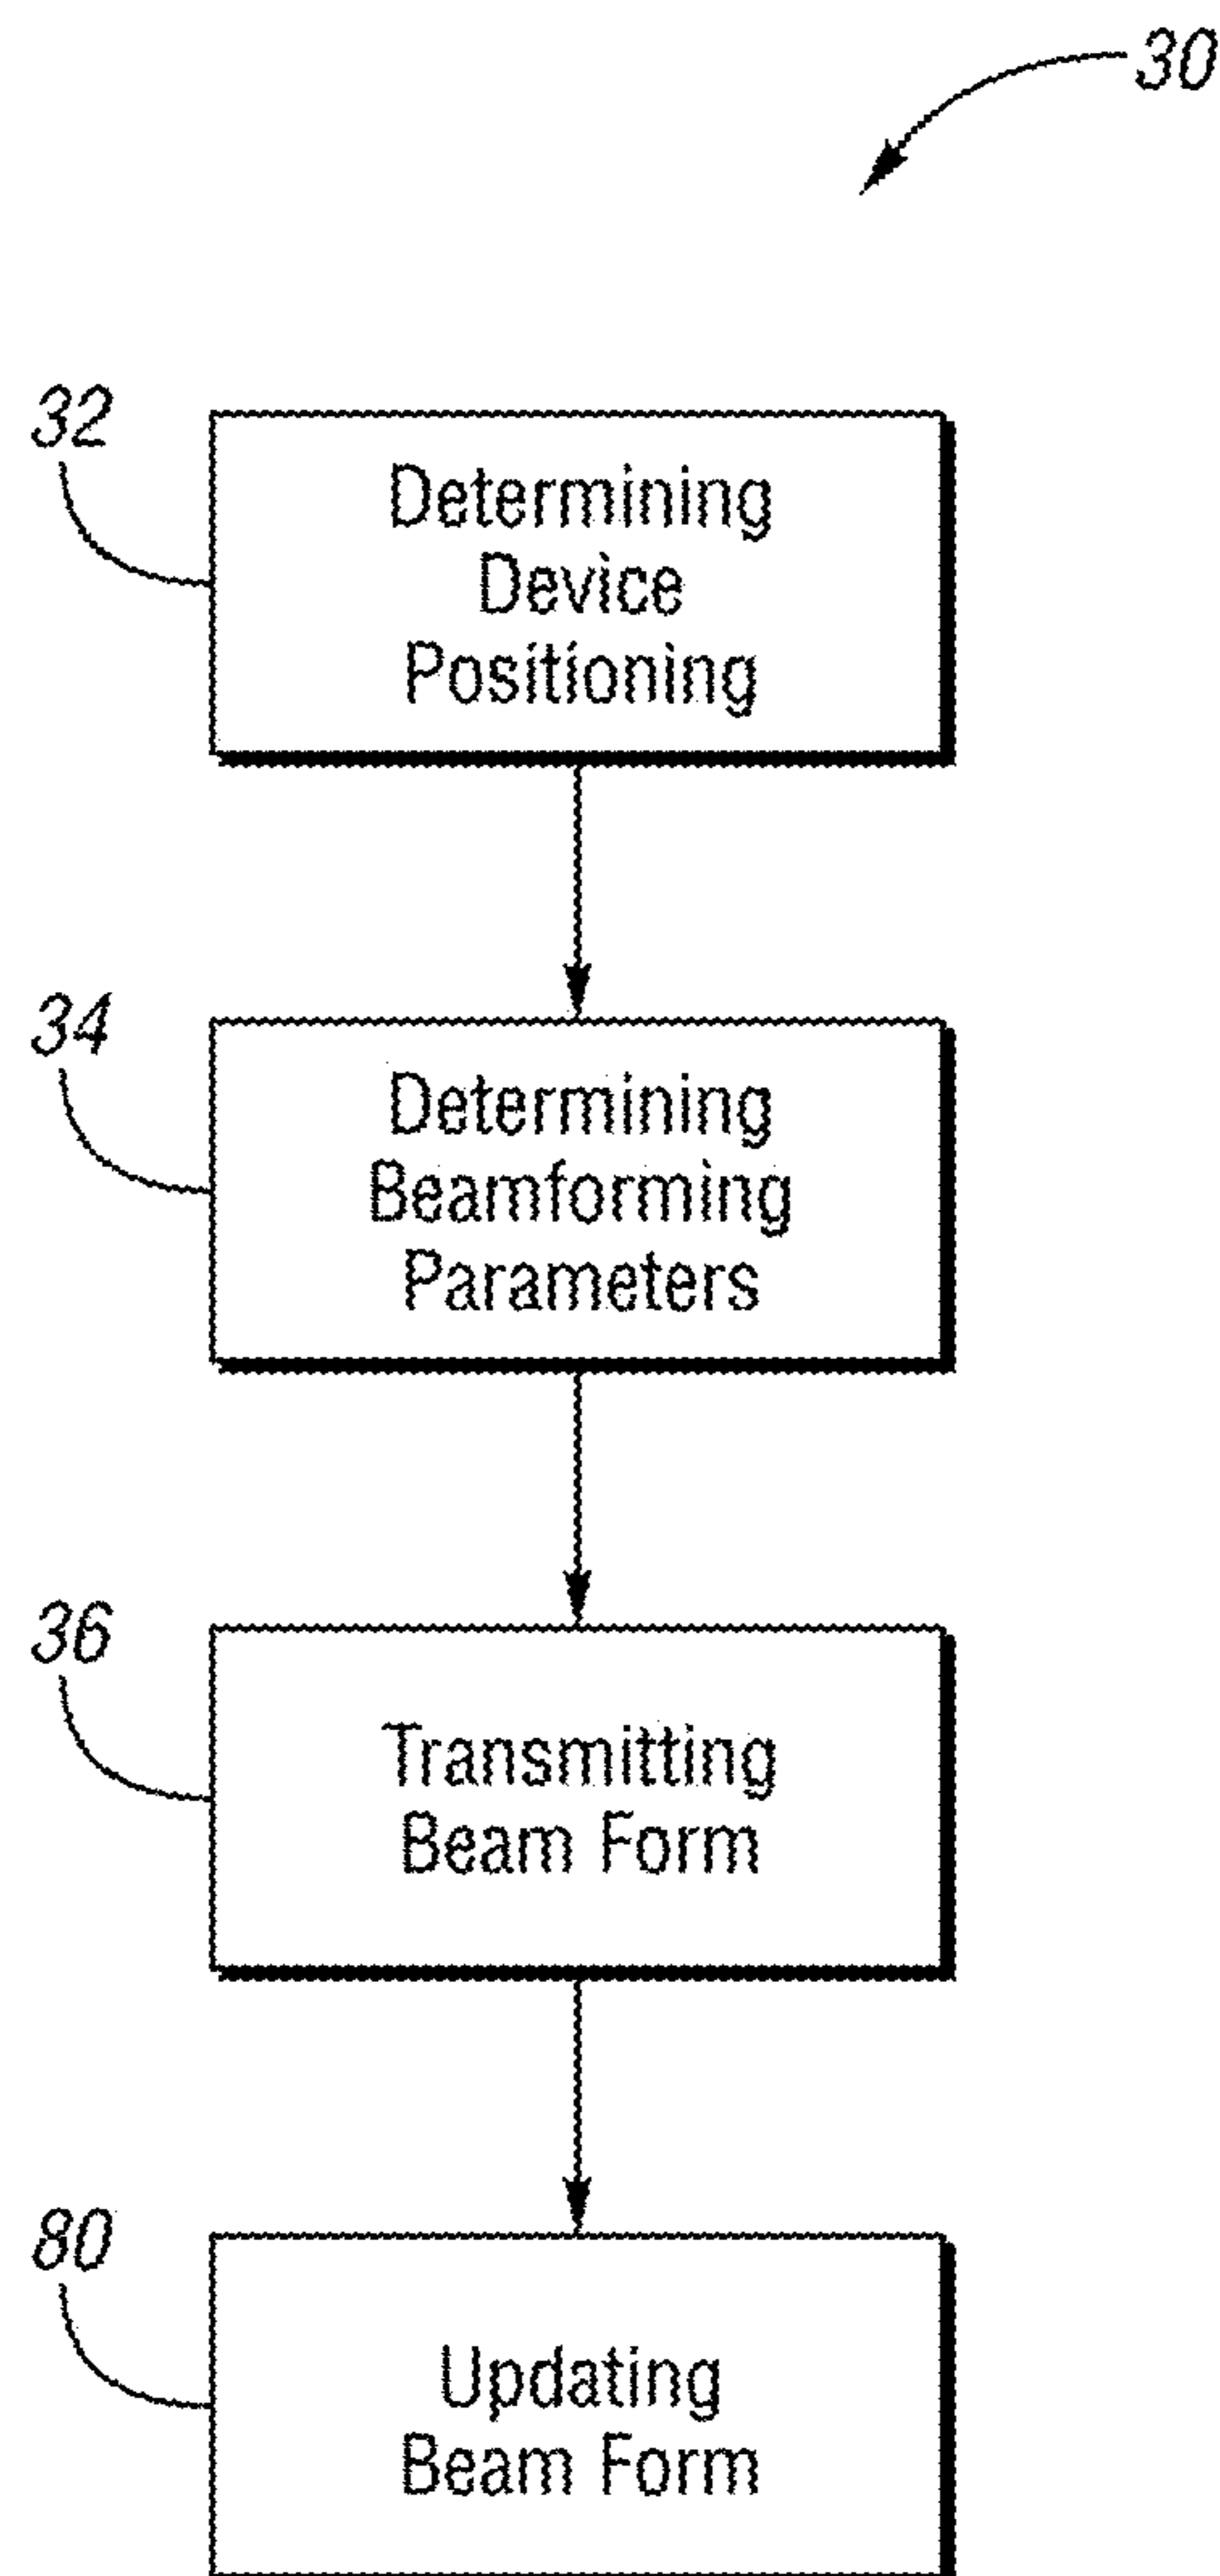 30
32
Determining
Device
Positioning
34
Determining
Beamforming
Parameters
36
Transmitting
Beam Form
80
Updating
Beam Form